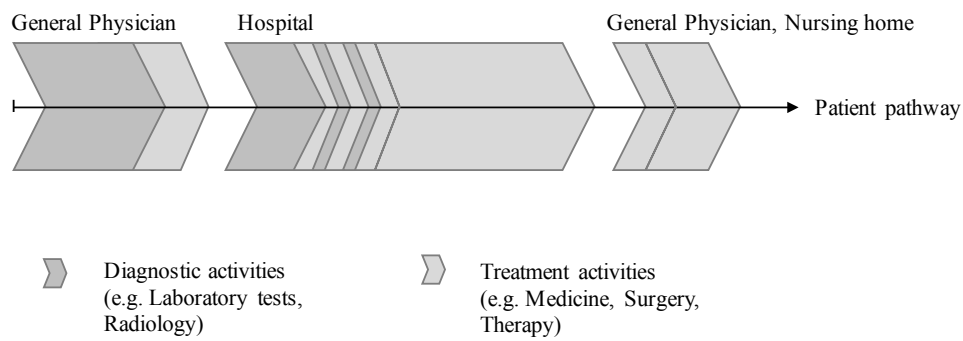 General Physician
Hospital
General Physician, Nursing home
Patient pathway
Diagnostic activities
(e.g. Laboratory tests,
Radiology)
Treatment activities
(e.g. Medicine, Surgery,
Therapy)